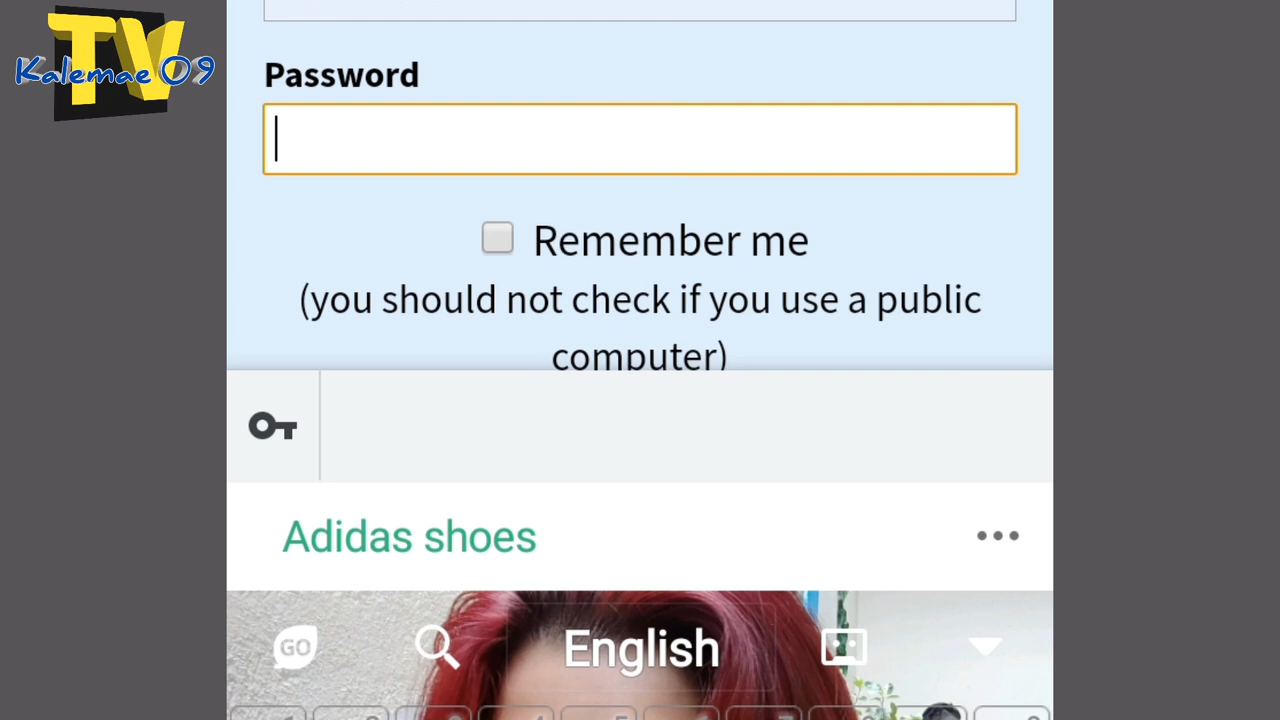 TV
Kalemae 09
Password
Remember me
(you should not check if you use a public
computer)
Adidas shoes
GO
English